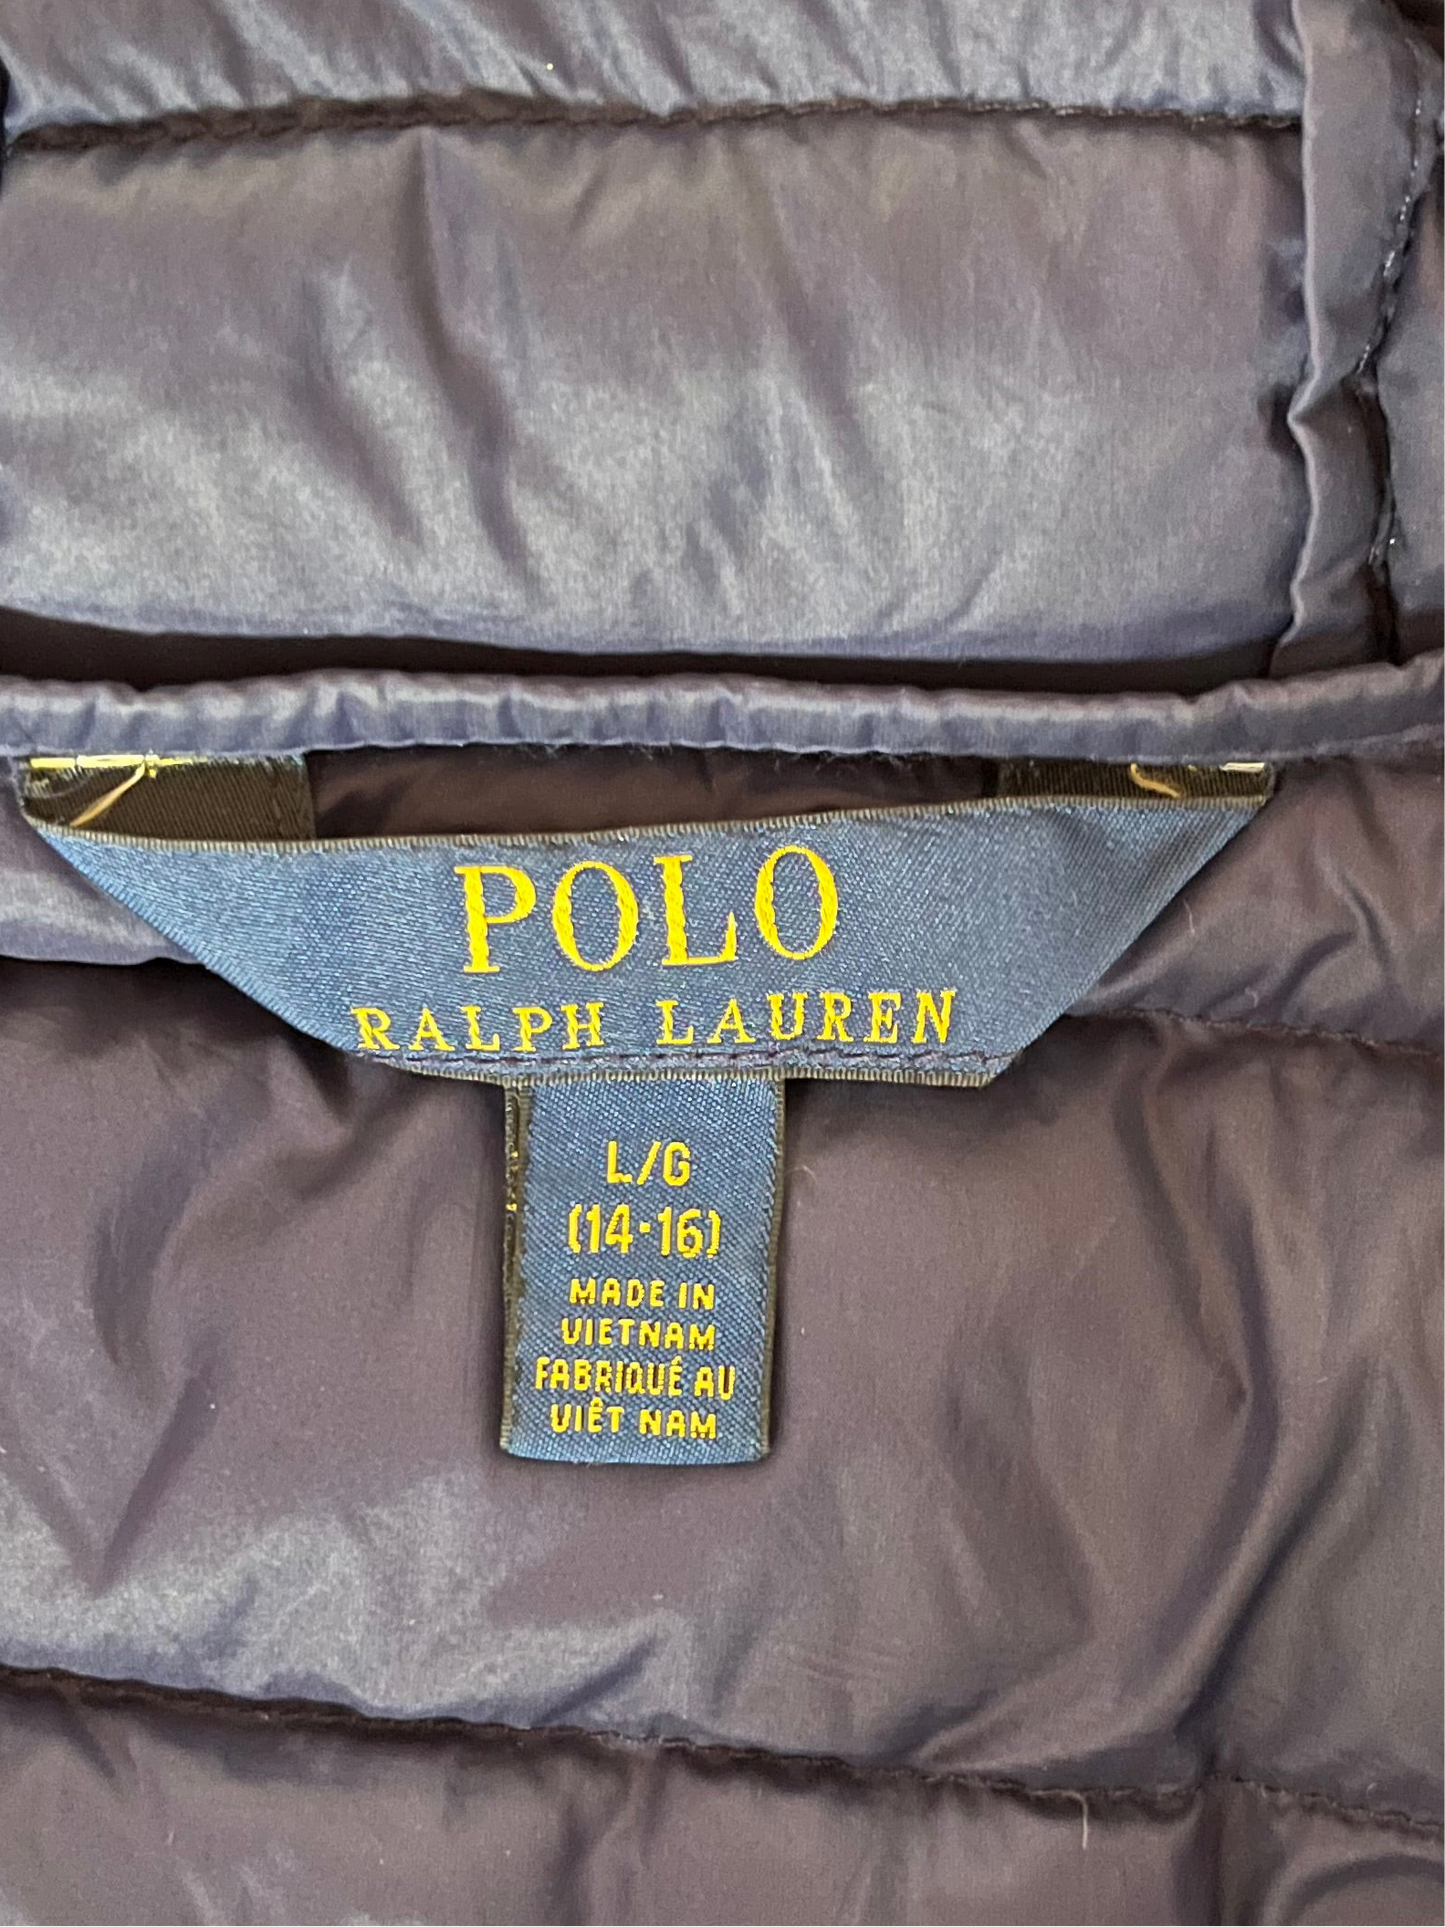 POLO
RALPH LAUREN
L/G
(14-16)
MADE IN
VIETNAM
FABRIQUÉ AU
VIÊT NAM